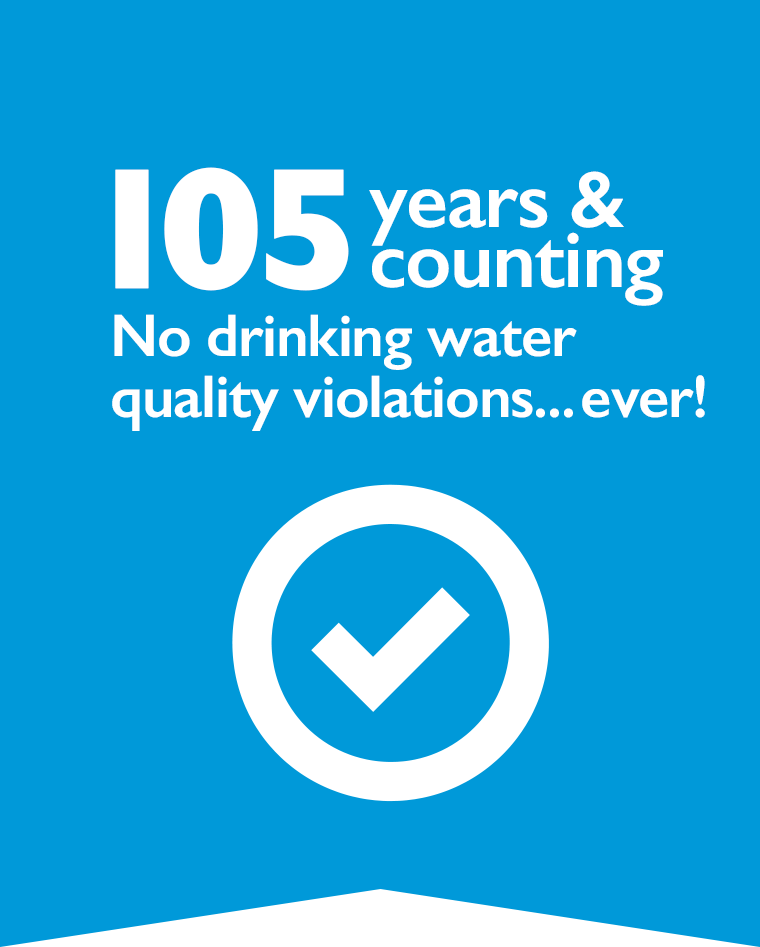 105 years &
counting
No drinking water
quality violations...ever!